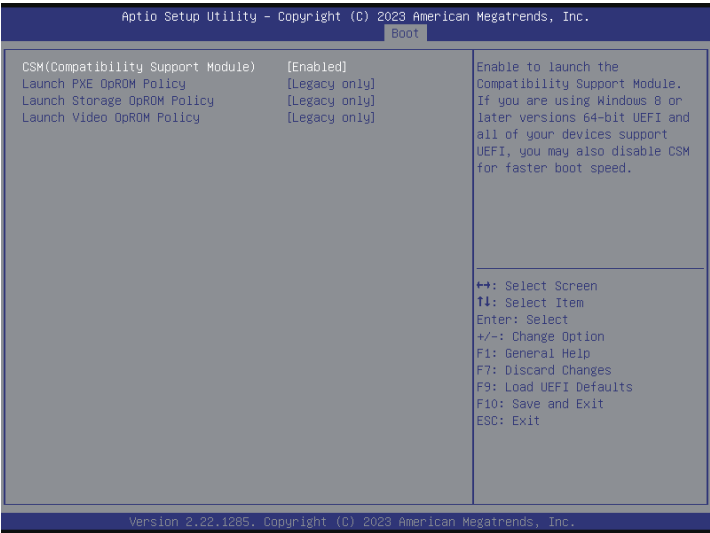 Aptio Setup Utility – Copyright (C) 2023 American Megatrends, Inc.
Boot
CSM(Compatibility Support Module) [Enabled]
Launch PXE OpROM Policy [Legacy only]
Launch Storage OpROM Policy [Legacy only]
Launch Video OpROM Policy [Legacy only]
Enable to launch the
Compatibility Support Module.
If you are using Windows 8 or
later versions 64-bit UEFI and
all of your devices support
UEFI, you may also disable CSM
for faster boot speed.
↔: Select Screen
↑↓: Select Item
Enter: Select
+/-: Change Option
F1: General Help
F7: Discard Changes
F9: Load UEFI Defaults
F10: Save and Exit
ESC: Exit
Version 2.22.1285. Copyright (C) 2023 American Megatrends, Inc.